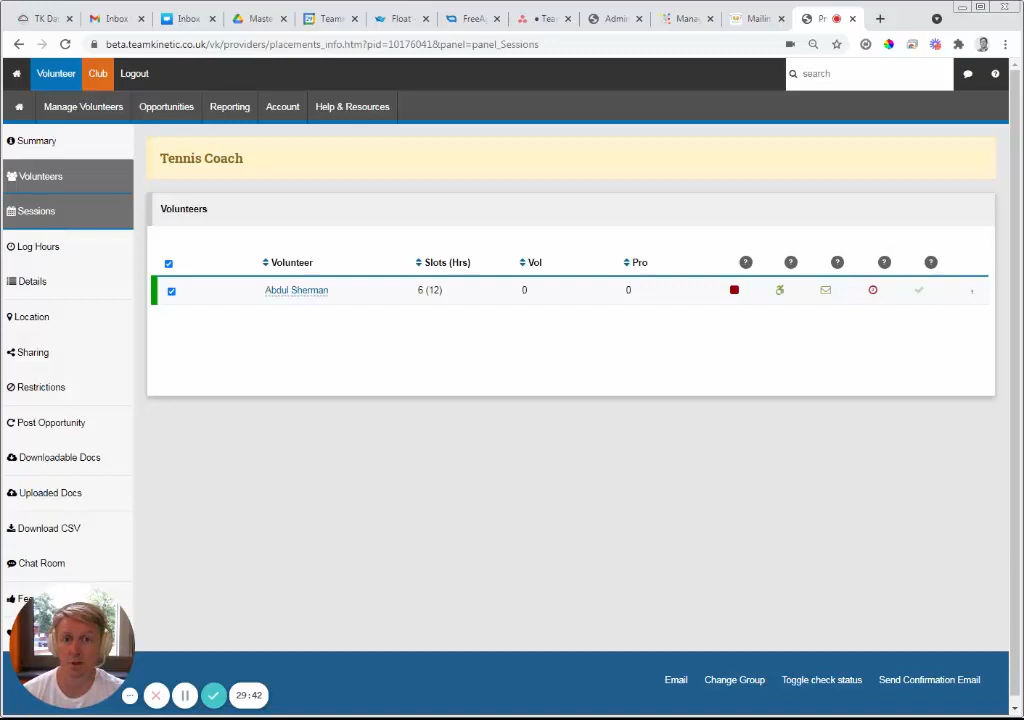 TK Da
Inbox
Inbox
Maste
Team
Float
FreeA
Tea
Admin
Mana
Mailin
Pr
beta.teamkinetic.co.uk/vk/providers/placements_info.htm?pid=10176041&panel=panel_Sessions
Volunteer
Club
Logout
search
Manage Volunteers
Opportunities
Reporting
Account
Help & Resources
Summary
Volunteers
Sessions
Log Hours
Details
Location
Sharing
Restrictions
Post Opportunity
Downloadable Docs
Uploaded Docs
Download CSV
Chat Room
Tennis Coach
Volunteers
Volunteer
Slots (Hrs)
Vol
Pro
Abdul Sherman
6 (12)
0
0
29:42
Email
Change Group
Toggle check status
Send Confirmation Email